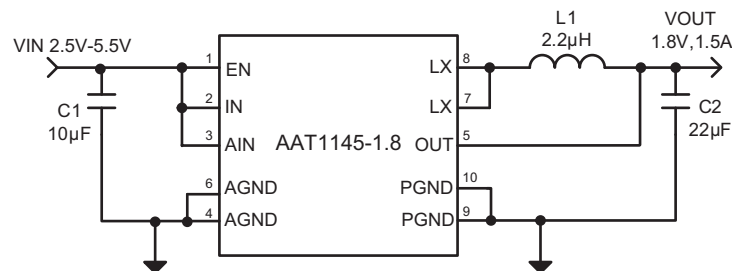 VIN 2.5V-5.5V
C1
10µF
1
EN
2
IN
3
AIN
6
AGND
4
AGND
AAT1145-1.8
8
LX
7
LX
5
OUT
10
PGND
9
PGND
L1
2.2µH
VOUT
1.8V,1.5A
C2
22µF